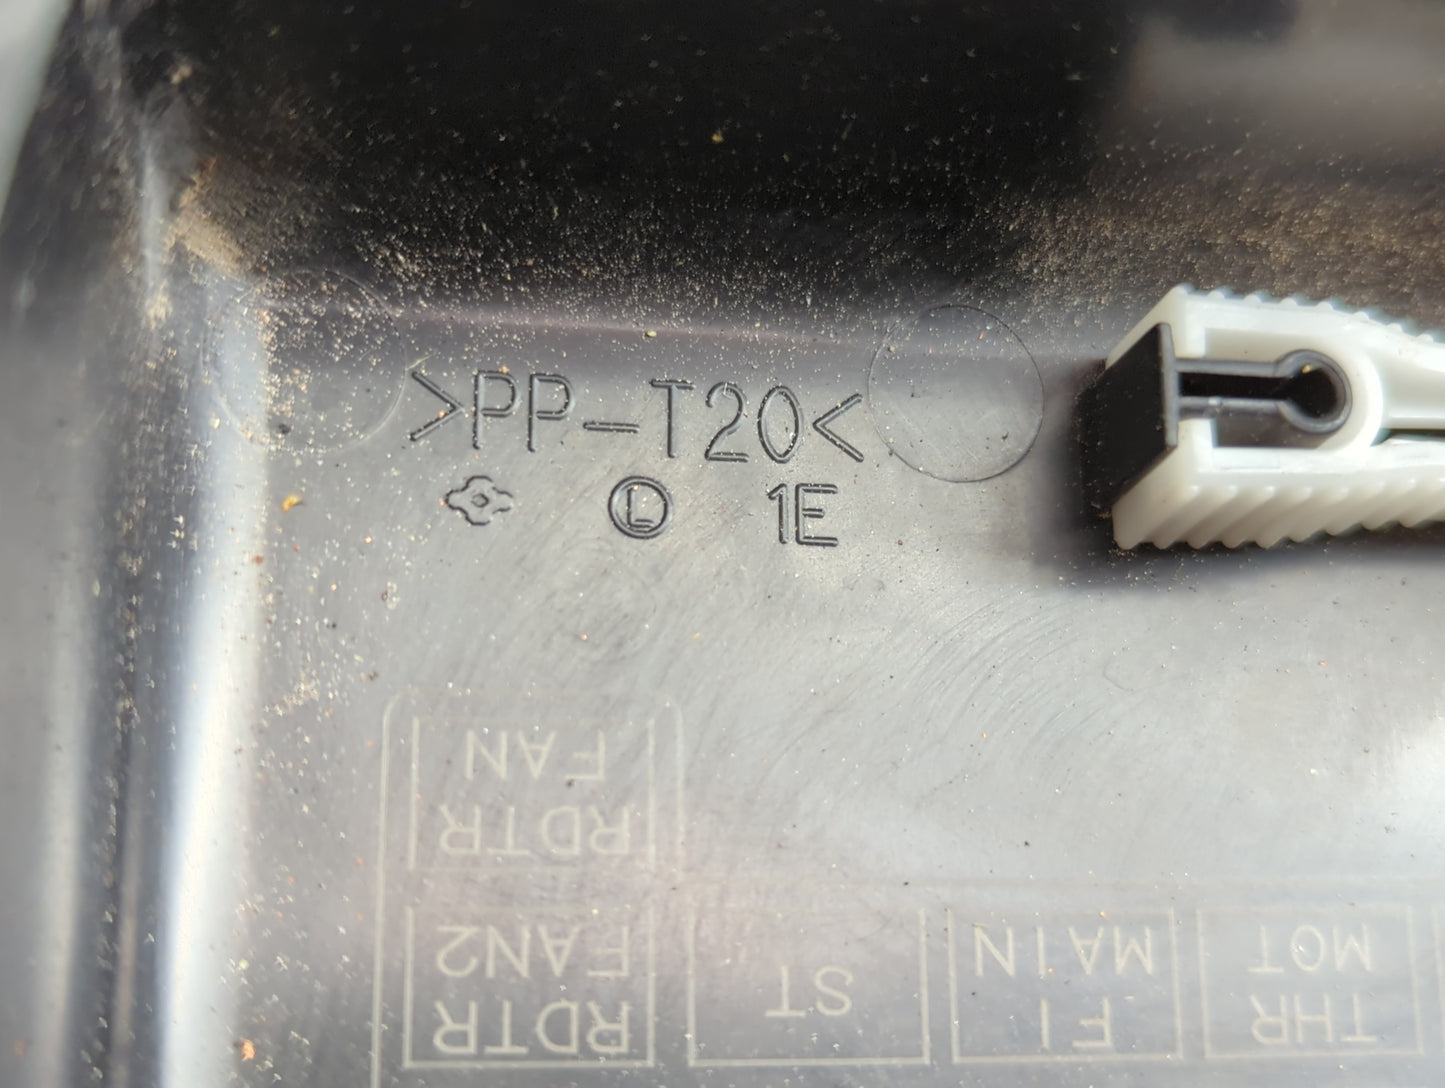 >PP-T20<
L 1E
THR
MOT
FI
MAIN
ST
RDTR
FAN2
RDTR
FAN